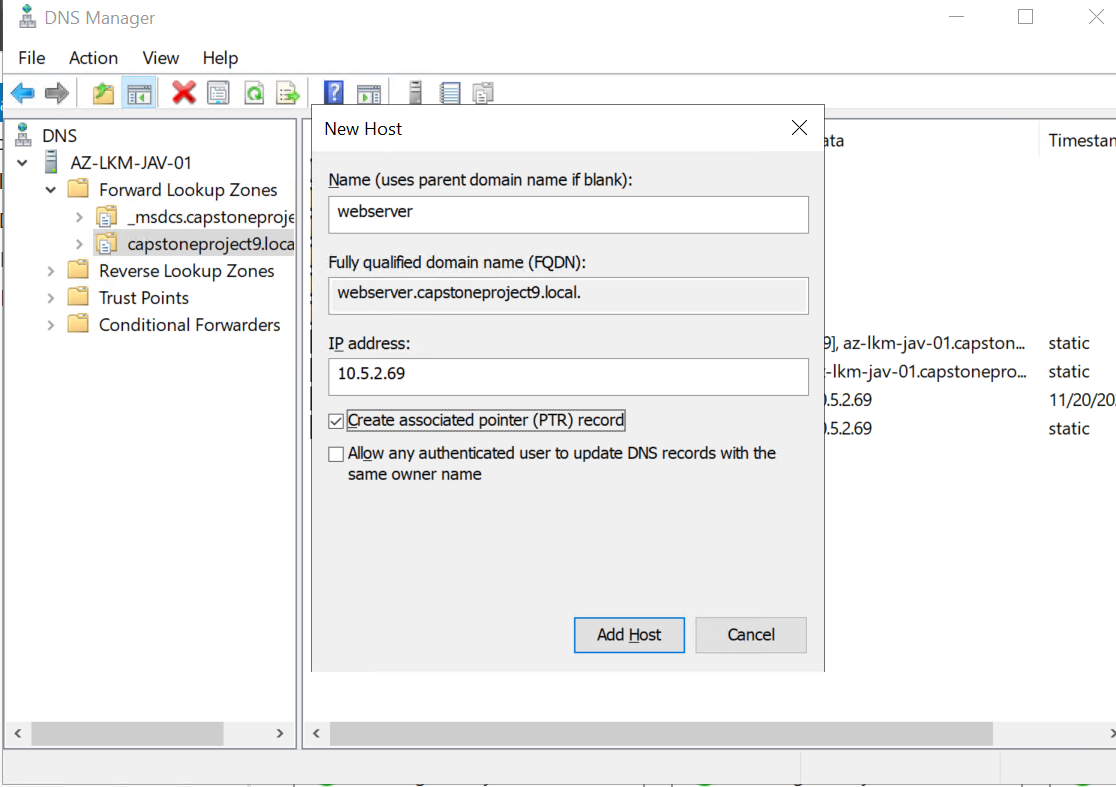 DNS Manager
File Action View Help
DNS
AZ-LKM-JAV-01
Forward Lookup Zones
_msdcs.capstoneproje
capstoneproject9.loca
Reverse Lookup Zones
Trust Points
Conditional Forwarders
New Host
Name (uses parent domain name if blank):
webserver
Fully qualified domain name (FQDN):
webserver.capstoneproject9.local.
IP address:
10.5.2.69
Create associated pointer (PTR) record
Allow any authenticated user to update DNS records with the
same owner name
Add Host
Cancel
ata Timestam
9], az-lkm-jav-01.capston... static
-lkm-jav-01.capstonepro... static
.5.2.69 11/20/20
.5.2.69 static